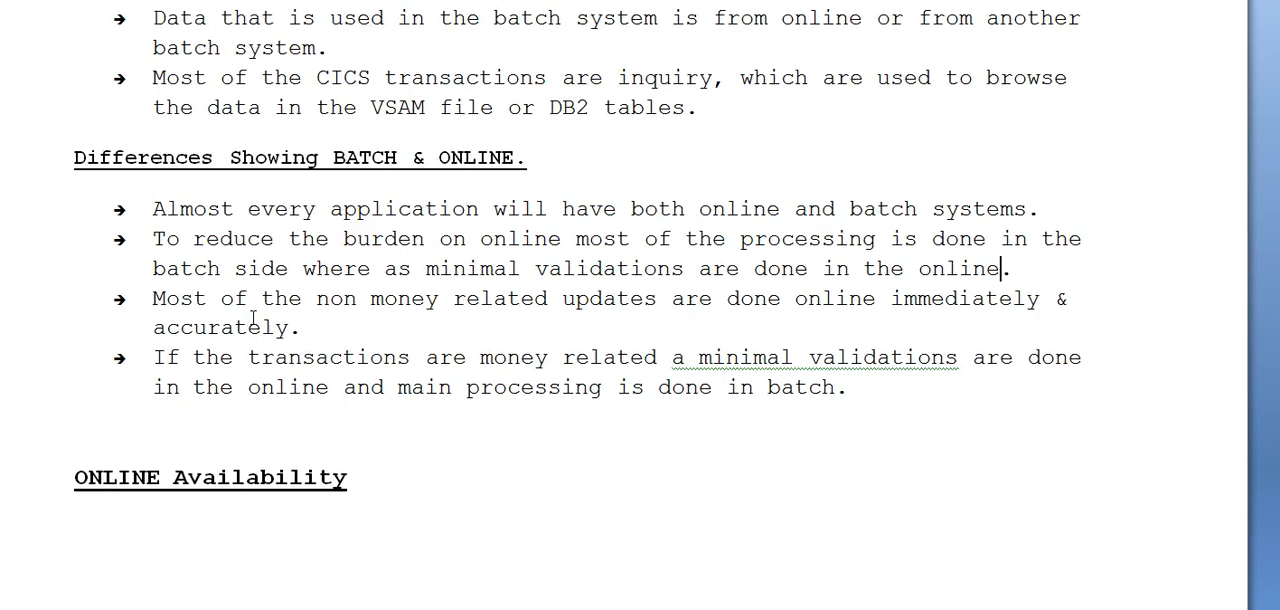 → Data that is used in the batch system is from online or from another
batch system.
→ Most of the CICS transactions are inquiry, which are used to browse
the data in the VSAM file or DB2 tables.
Differences Showing BATCH & ONLINE.
→ Almost every application will have both online and batch systems.
→ To reduce the burden on online most of the processing is done in the
batch side where as minimal validations are done in the online.
→ Most of the non money related updates are done online immediately &
accurately.
→ If the transactions are money related a minimal validations are done
in the online and main processing is done in batch.
ONLINE Availability